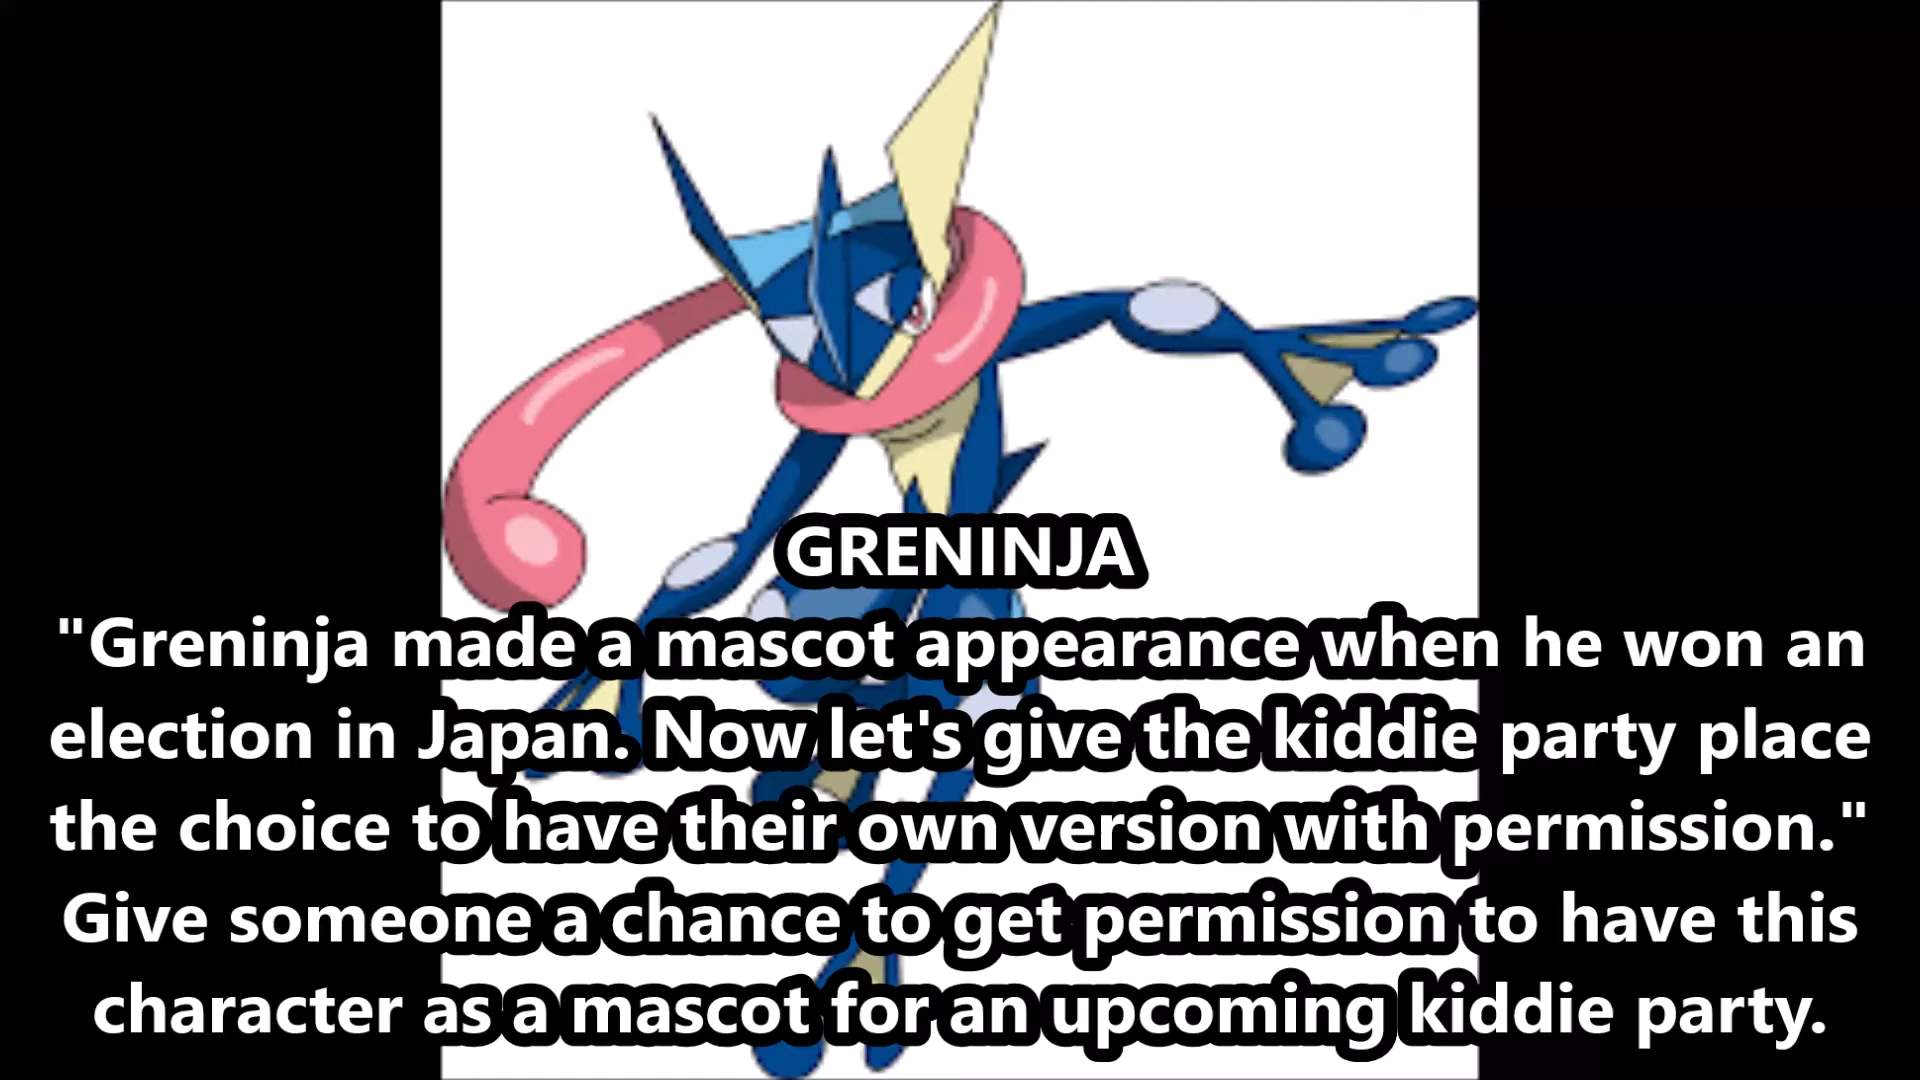 GRENINJA
"Greninja made a mascot appearance when he won an
election in Japan. Now let's give the kiddie party place
the choice to have their own version with permission."
Give someone a chance to get permission to have this
character as a mascot for an upcoming kiddie party.